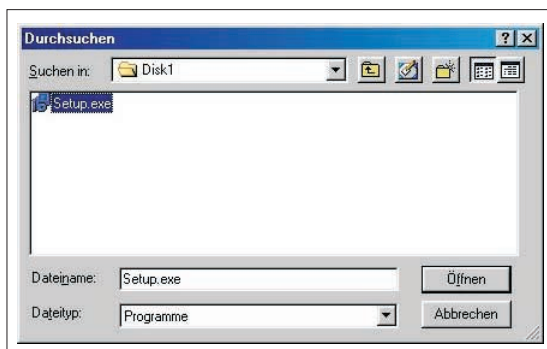 Durchsuchen
Suchen in: Disk1
Setup.exe
Dateiname: Setup.exe Öffnen
Dateityp: Programme Abbrechen